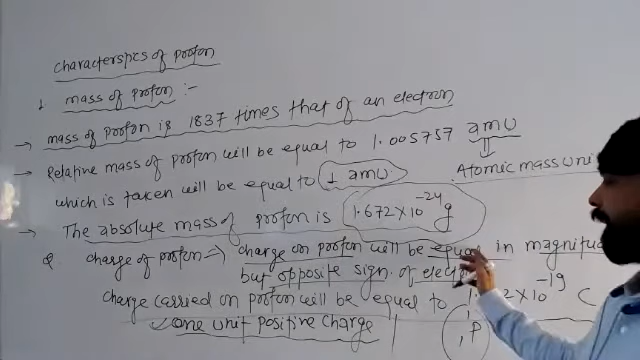 characterstics of proton
1 mass of proton :-
→ mass of proton is 1837 times that of an electron
→ Relative mass of proton will be equal to 1.005757 amu
Atomic mass uni
which is taken will be equal to 1 amu
→ The absolute mass of proton is 1.672 × 10⁻²⁴ g
2. charge of proton → charge on proton will be equal in magnitu
but opposite sign of elect
charge carried on proton will be equal to 2 × 10⁻¹⁹ C
one unit positive charge
, P